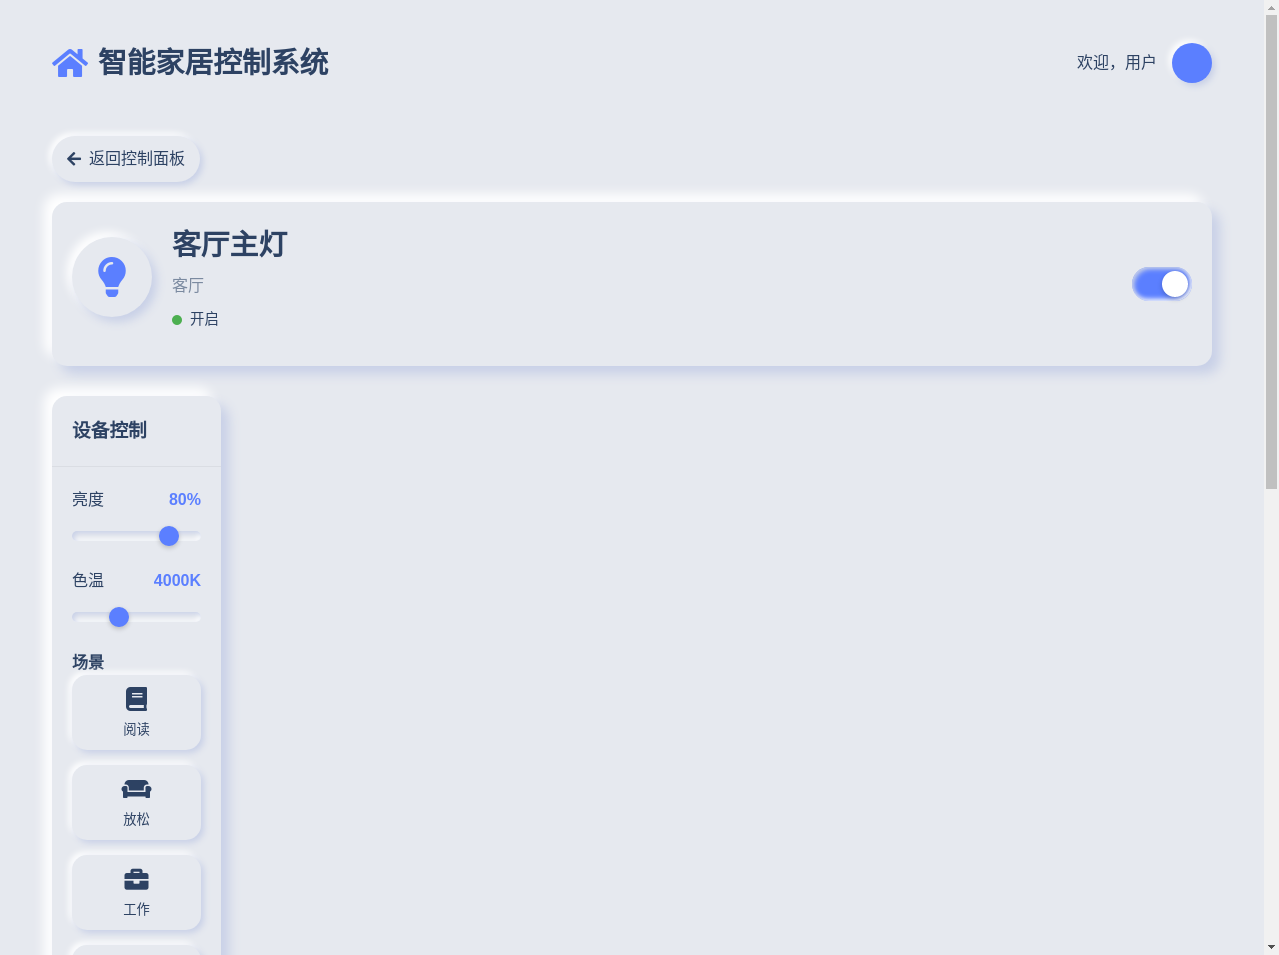 智能家居控制系统
欢迎，用户
返回控制面板
客厅主灯
客厅
开启
设备控制
亮度 80%
色温 4000K
场景
阅读
放松
工作